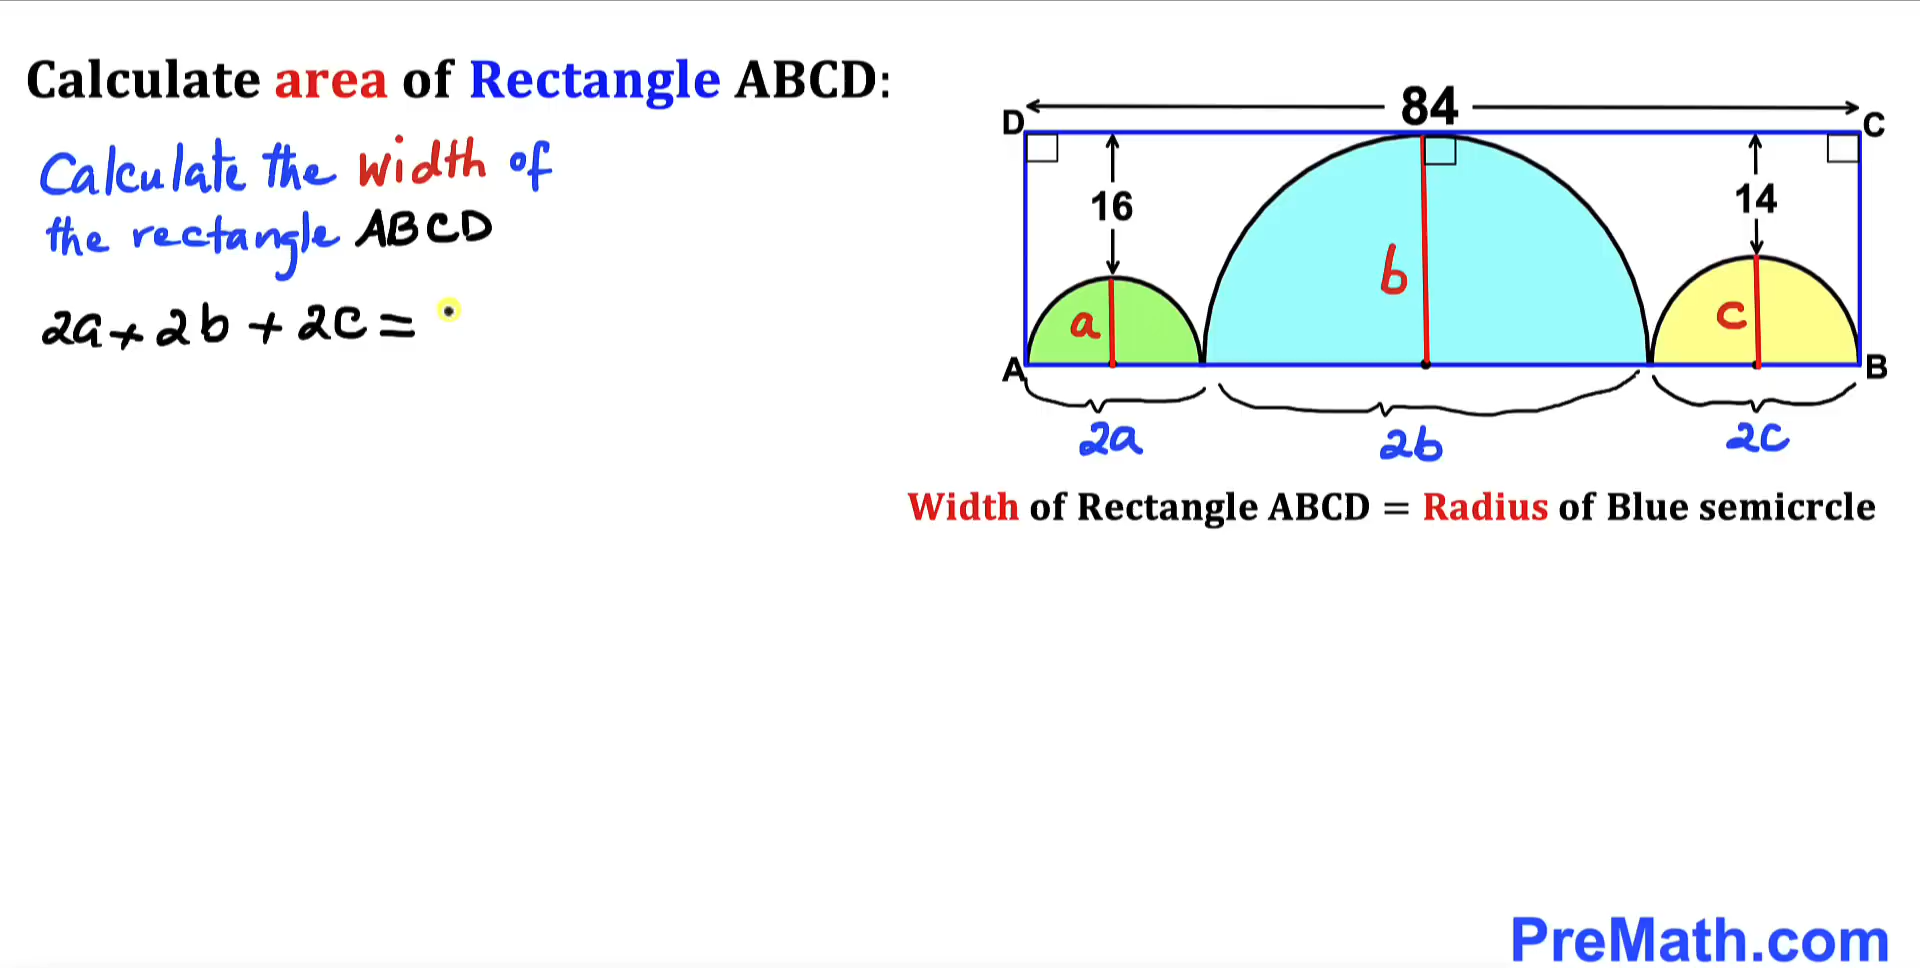 Calculate area of Rectangle ABCD:
Calculate the width of
the rectangle ABCD
2a + 2b + 2c =
84
D
C
16
14
b
a
c
A
B
2a
2b
2c
Width of Rectangle ABCD = Radius of Blue semicrcle
PreMath.com